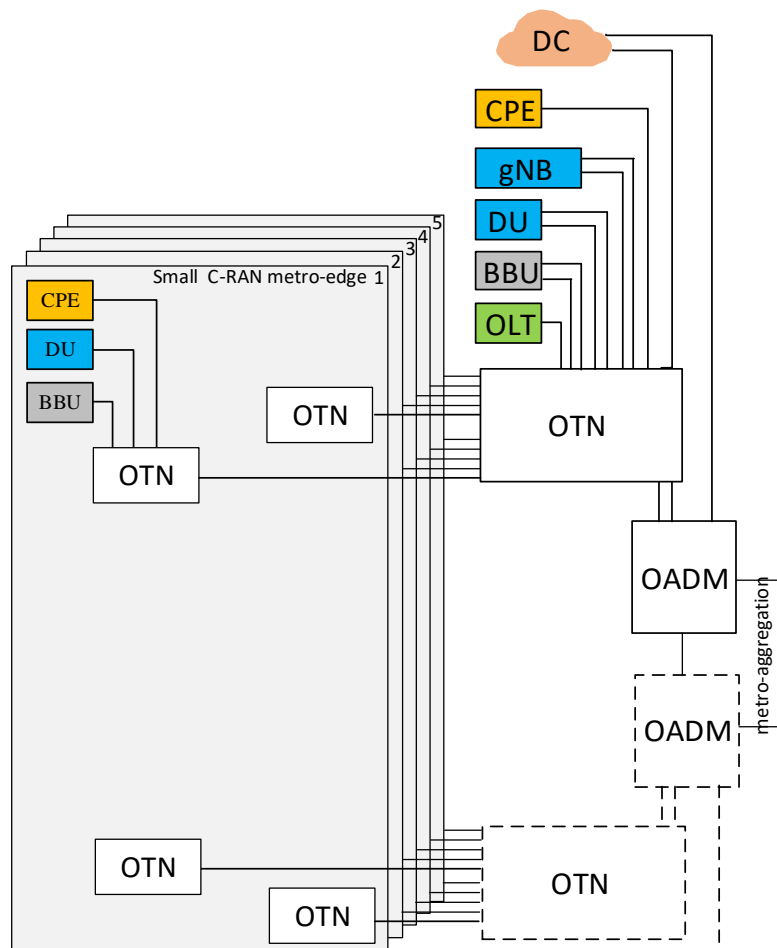 DC
CPE
gNB
DU
BBU
OLT
5
4
3
2
Small C-RAN metro-edge 1
CPE
DU
BBU
OTN
OTN
OTN
OADM
metro-aggregation
OADM
OTN
OTN
OTN